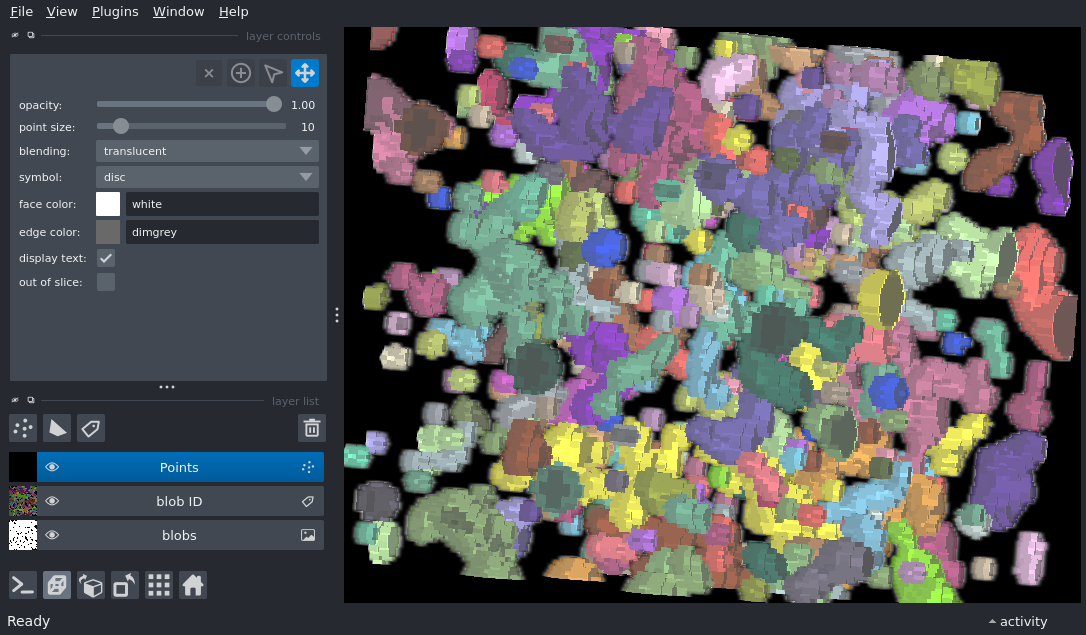 File View Plugins Window Help
layer controls
opacity: 1.00
point size: 10
blending: translucent
symbol: disc
face color: white
edge color: dimgrey
display text:
out of slice:
layer list
Points
blob ID
blobs
Ready
activity